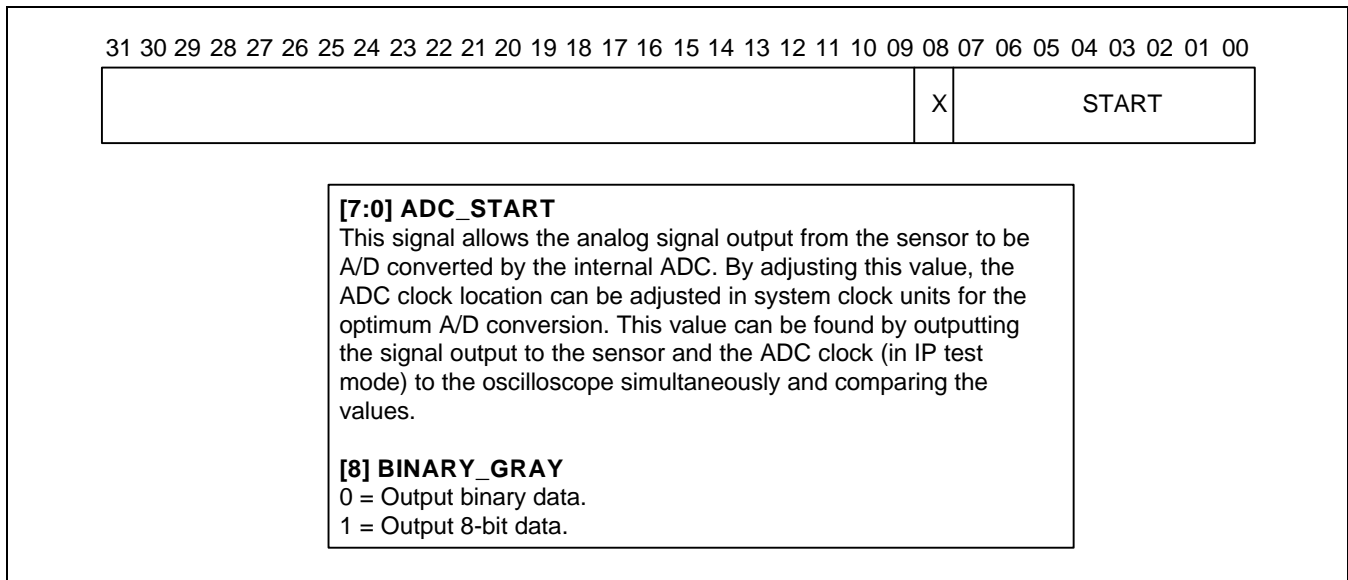 31 30 29 28 27 26 25 24 23 22 21 20 19 18 17 16 15 14 13 12 11 10 09 08 07 06 05 04 03 02 01 00
X START
[7:0] ADC_START
This signal allows the analog signal output from the sensor to be
A/D converted by the internal ADC. By adjusting this value, the
ADC clock location can be adjusted in system clock units for the
optimum A/D conversion. This value can be found by outputting
the signal output to the sensor and the ADC clock (in IP test
mode) to the oscilloscope simultaneously and comparing the
values.
[8] BINARY_GRAY
0 = Output binary data.
1 = Output 8-bit data.